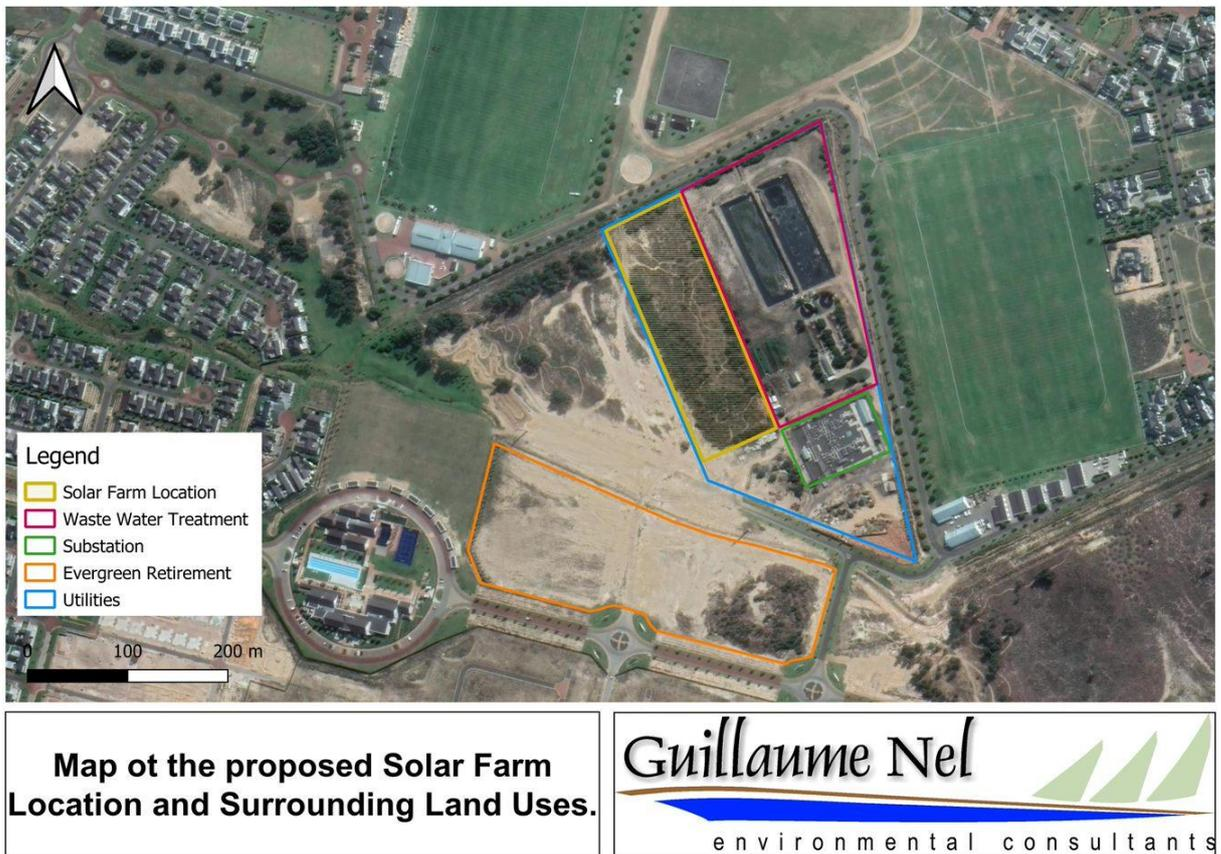 Legend
Solar Farm Location
Waste Water Treatment
Substation
Evergreen Retirement
Utilities
0 100 200 m
Map ot the proposed Solar Farm
Location and Surrounding Land Uses.
Guillaume Nel
environmental consultants